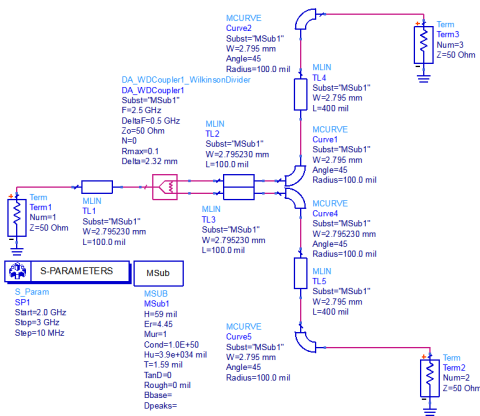 MCURVE
Curve2
Subst="MSub1"
W=2.795 mm
Angle=45
Radius=100.0 mil
+
Term
Term3
Num=3
Z=50 Ohm
-
DA_WDCoupler1_WilkinsonDivider
DA_WDCoupler1
Subst="MSub1"
F=2.5 GHz
DeltaF=0.5 GHz
Zo=50 Ohm
N=0
Rmax=0.1
Delta=2.32 mm
MLIN
TL4
Subst="MSub1"
W=2.795 mm
L=400 mil
MLIN
TL2
Subst="MSub1"
W=2.795230 mm
L=100.0 mil
MCURVE
Curve1
Subst="MSub1"
W=2.795 mm
Angle=45
Radius=100.0 mil
+
Term
Term1
Num=1
Z=50 Ohm
-
MLIN
TL1
Subst="MSub1"
W=2.795230 mm
L=100.0 mil
MLIN
TL3
Subst="MSub1"
W=2.795230 mm
L=100.0 mil
MCURVE
Curve4
Subst="MSub1"
W=2.795230 mm
Angle=45
Radius=100.0 mil
S-PARAMETERS
MSub
S_Param
SP1
Start=2.0 GHz
Stop=3 GHz
Step=10 MHz
MSUB
MSub1
H=59 mil
Er=4.45
Mur=1
Cond=1.0E+50
Hu=3.9e+034 mil
T=1.59 mil
TanD=0
Rough=0 mil
Bbase=
Dpeaks=
MLIN
TL5
Subst="MSub1"
W=2.795 mm
L=400 mil
MCURVE
Curve5
Subst="MSub1"
W=2.795 mm
Angle=45
Radius=100.0 mil
+
Term
Term2
Num=2
Z=50 Ohm
-